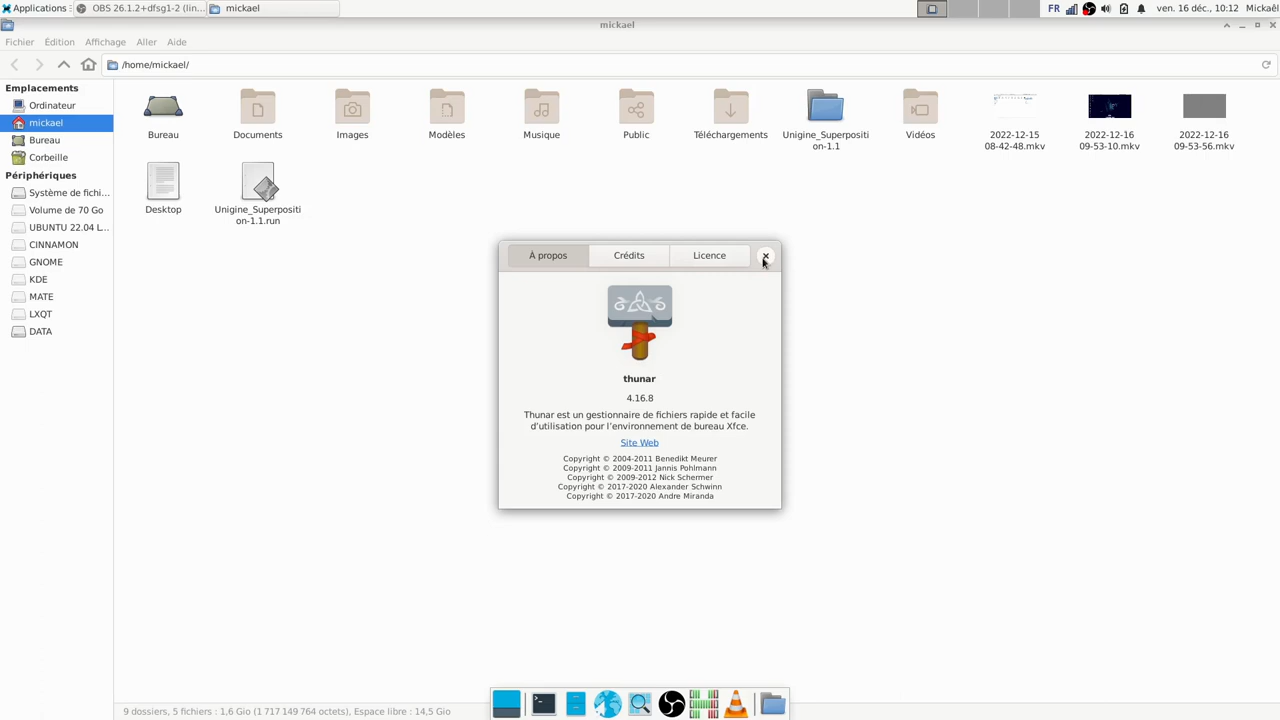 Applications
OBS 26.1.2+dfsg1-2 (lin...
mickael
FR
ven. 16 déc., 10:12
Mickaël
mickael
Fichier
Édition
Affichage
Aller
Aide
/home/mickael/
Emplacements
Ordinateur
mickael
Bureau
Corbeille
Périphériques
Système de fichi...
Volume de 70 Go
UBUNTU 22.04 L...
CINNAMON
GNOME
KDE
MATE
LXQT
DATA
Bureau
Documents
Images
Modèles
Musique
Public
Téléchargements
Unigine_Superpositi
on-1.1
Vidéos
2022-12-15
08-42-48.mkv
2022-12-16
09-53-10.mkv
2022-12-16
09-53-56.mkv
Desktop
Unigine_Superpositi
on-1.1.run
À propos
Crédits
Licence
thunar
4.16.8
Thunar est un gestionnaire de fichiers rapide et facile
d’utilisation pour l’environnement de bureau Xfce.
Site Web
Copyright © 2004-2011 Benedikt Meurer
Copyright © 2009-2011 Jannis Pohlmann
Copyright © 2009-2012 Nick Schermer
Copyright © 2017-2020 Alexander Schwinn
Copyright © 2017-2020 Andre Miranda
9 dossiers, 5 fichiers : 1,6 Gio (1 717 149 764 octets), Espace libre : 14,5 Gio